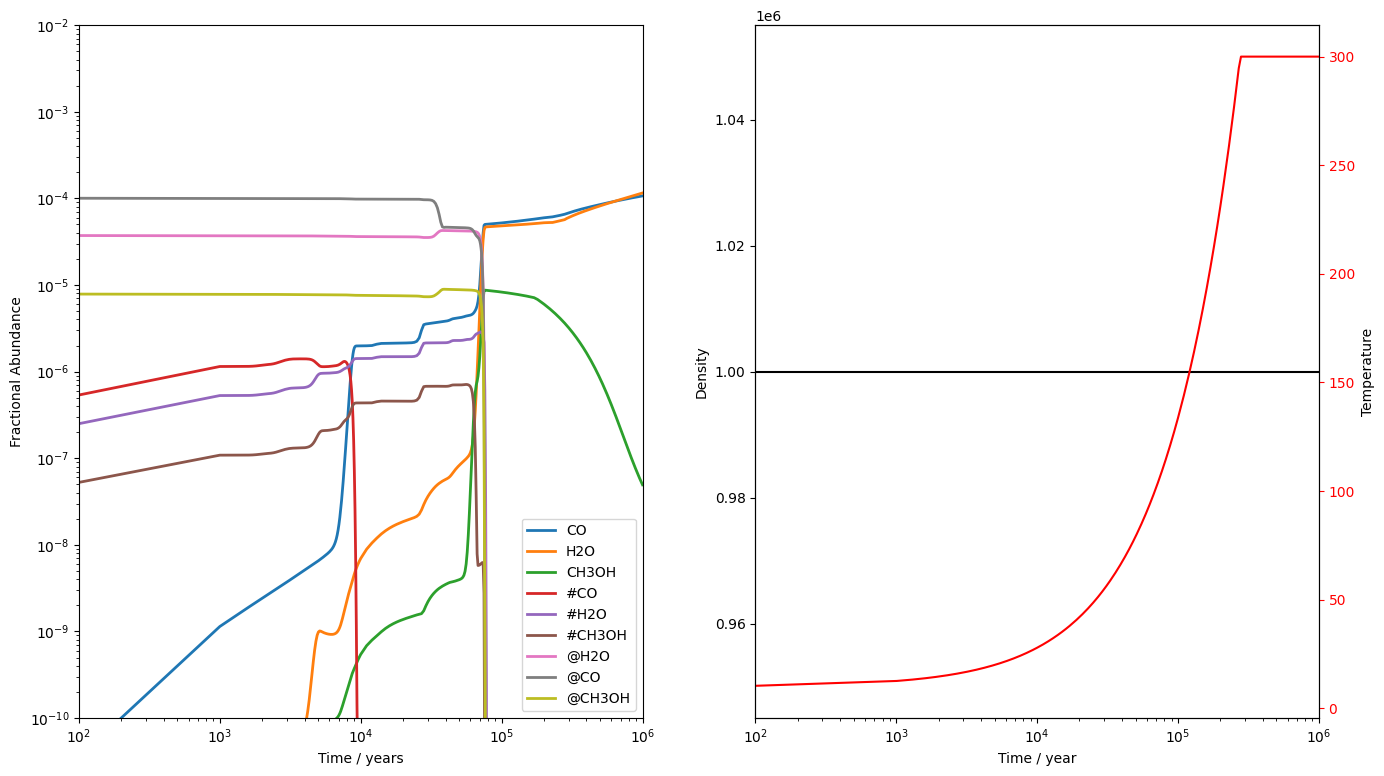 10^-2
10^-3
10^-4
10^-5
10^-6
10^-7
10^-8
10^-9
10^-10
Fractional Abundance
10^2
10^3
10^4
10^5
10^6
Time / years
CO
H2O
CH3OH
#CO
#H2O
#CH3OH
@H2O
@CO
@CH3OH
1e6
1.04
1.02
1.00
0.98
0.96
Density
10^2
10^3
10^4
10^5
10^6
Time / year
300
250
200
150
100
50
0
Temperature